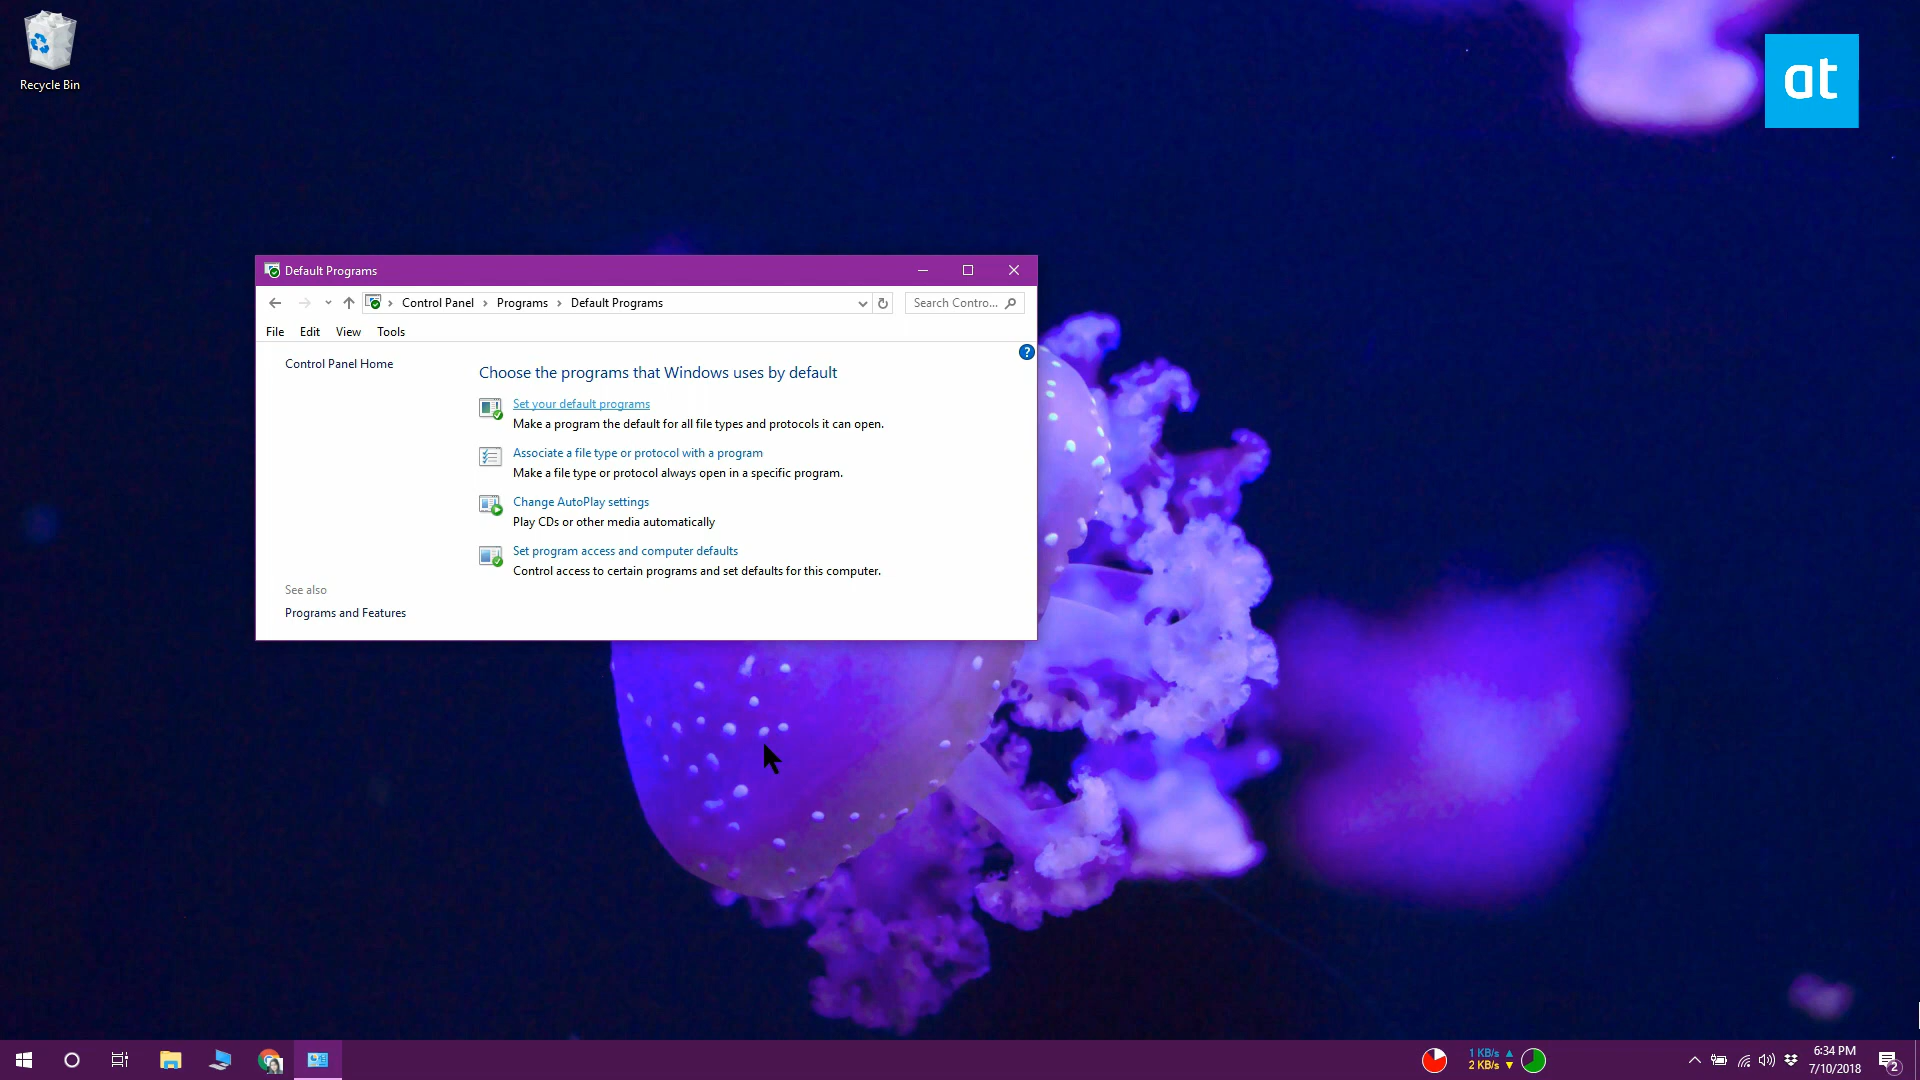 Recycle Bin
at
Default Programs
Control Panel > Programs > Default Programs
Search Contro...
File Edit View Tools
Control Panel Home
Choose the programs that Windows uses by default
Set your default programs
Make a program the default for all file types and protocols it can open.
Associate a file type or protocol with a program
Make a file type or protocol always open in a specific program.
Change AutoPlay settings
Play CDs or other media automatically
Set program access and computer defaults
Control access to certain programs and set defaults for this computer.
See also
Programs and Features
1 KB/s
2 KB/s
6:34 PM
7/10/2018
2